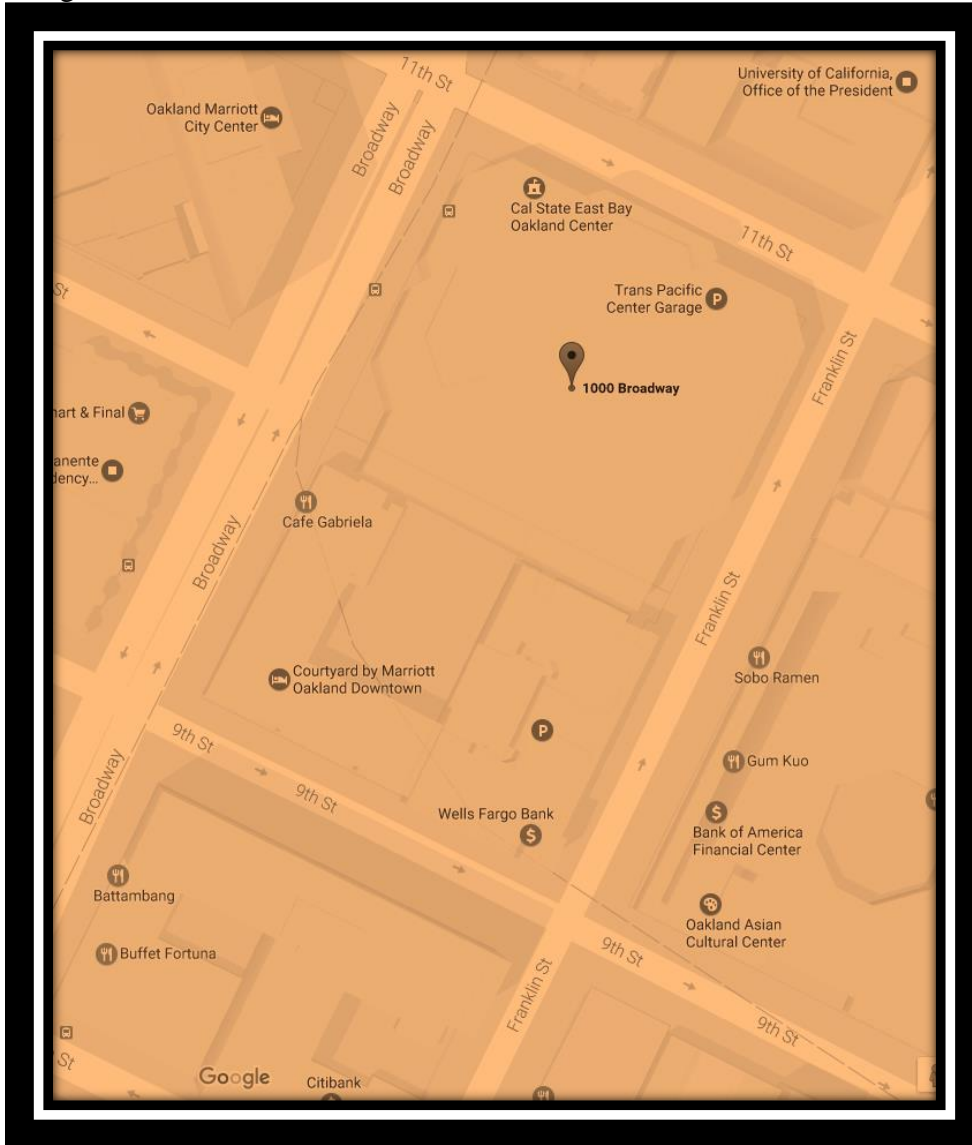 11th St
University of California,
Office of the President
Oakland Marriott
City Center
Broadway
Broadway
Cal State East Bay
Oakland Center
11th St
St
Trans Pacific
Center Garage
P
Franklin St
1000 Broadway
art & Final
anente
dency...
Cafe Gabriela
Broadway
Franklin St
Sobo Ramen
Courtyard by Marriott
Oakland Downtown
P
9th St
Gum Kuo
9th St
Broadway
Wells Fargo Bank
$
$
Bank of America
Financial Center
Battambang
Oakland Asian
Cultural Center
Buffet Fortuna
9th St
Franklin St
9th St
St
Google
Citibank